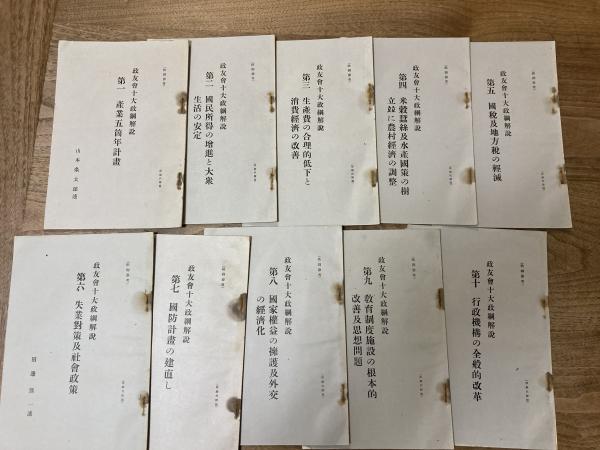 政友會十大政綱解說
第一 產業五箇年計畫
政友會十大政綱解說
第二 國民所得の增進と大衆
生活の安定
政友會十大政綱解說
第三 生產費の合理的低下と
消費經濟の改善
政友會十大政綱解說
第四 米穀蠶絲及水產國策の樹
立竝に農村經濟の調整
政友會十大政綱解說
第五 國稅及地方稅の輕減
政友會十大政綱解說
第六 失業對策及社會政策
政友會十大政綱解說
第七 國防計畫の建直し
政友會十大政綱解說
第八 國家權益の擁護及外交
の經濟化
政友會十大政綱解說
第九 敎育制度施設の根本的
改善及思想問題
政友會十大政綱解說
第十 行政機構の全般的改革